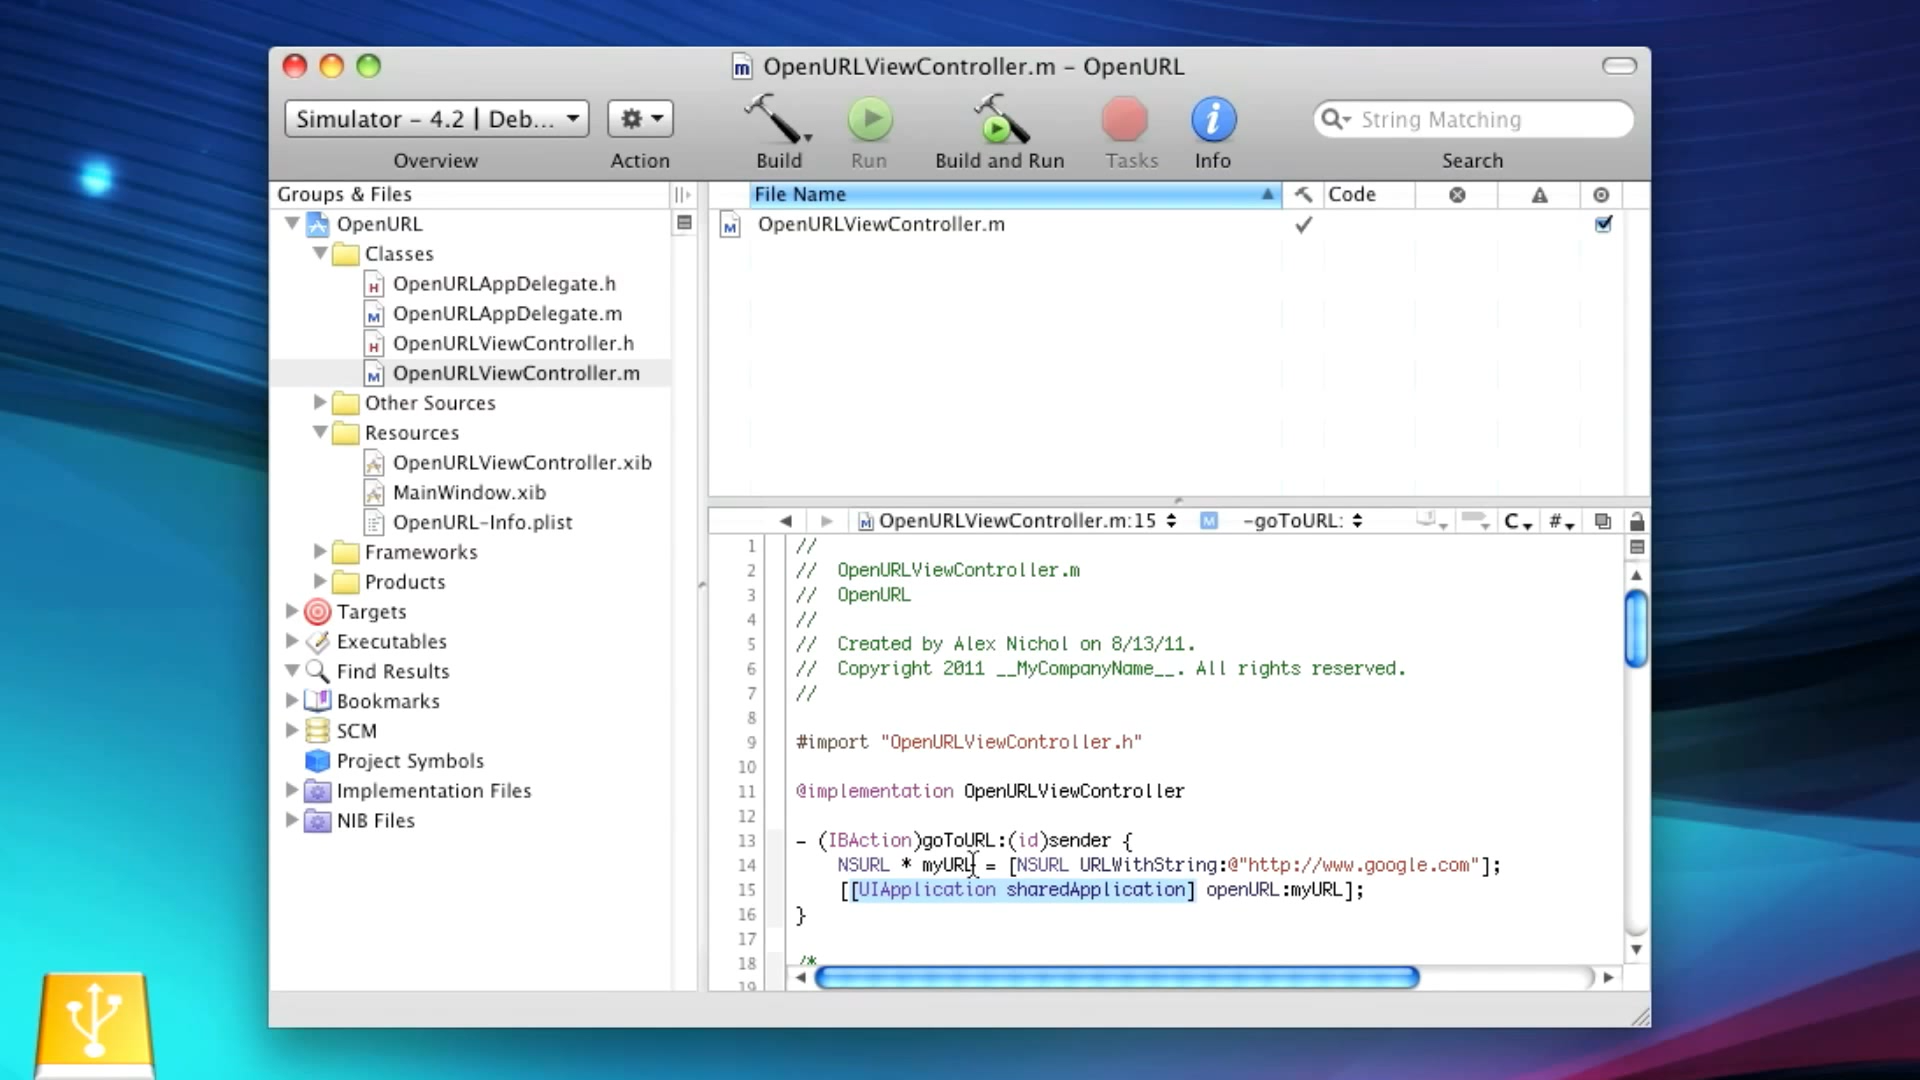 OpenURLViewController.m – OpenURL
Simulator – 4.2 | Deb...
String Matching
Overview
Action
Build
Run
Build and Run
Tasks
Info
Search
Groups & Files
OpenURL
Classes
OpenURLAppDelegate.h
OpenURLAppDelegate.m
OpenURLViewController.h
OpenURLViewController.m
Other Sources
Resources
OpenURLViewController.xib
MainWindow.xib
OpenURL-Info.plist
Frameworks
Products
Targets
Executables
Find Results
Bookmarks
SCM
Project Symbols
Implementation Files
NIB Files
File Name
Code
OpenURLViewController.m
OpenURLViewController.m:15
-goToURL:
C
#
1 //
2 // OpenURLViewController.m
3 // OpenURL
4 //
5 // Created by Alex Nichol on 8/13/11.
6 // Copyright 2011 __MyCompanyName__. All rights reserved.
7 //
8
9 #import "OpenURLViewController.h"
10
11 @implementation OpenURLViewController
12
13 - (IBAction)goToURL:(id)sender {
14 NSURL * myURL = [NSURL URLWithString:@"http://www.google.com"];
15 [[UIApplication sharedApplication] openURL:myURL];
16 }
17
18 /*
19